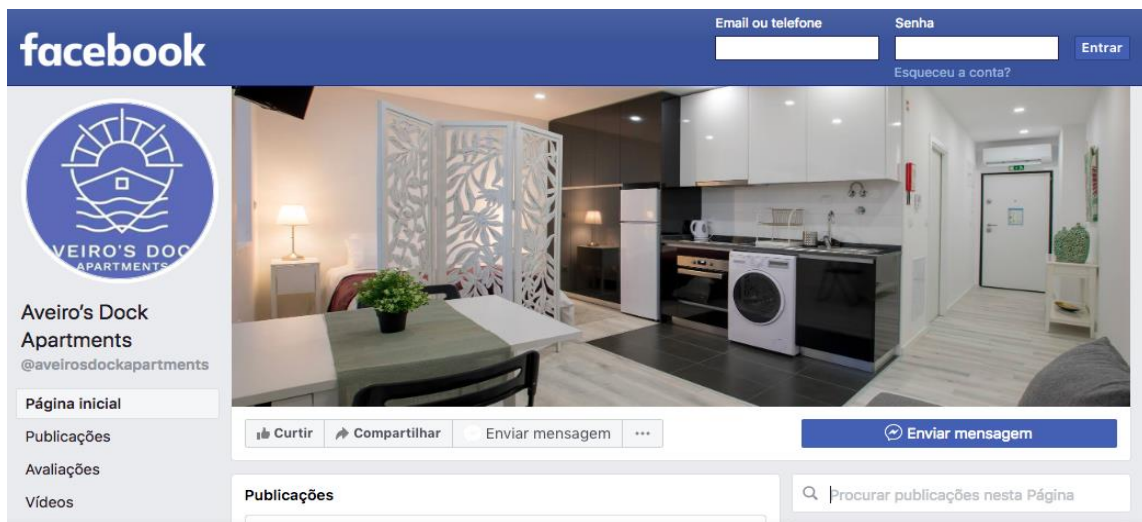 facebook
Email ou telefone
Senha
Entrar
Esqueceu a conta?
VEIRO'S DOC
APARTMENTS
Aveiro's Dock
Apartments
@aveirosdockapartments
Página inicial
Publicações
Avaliações
Vídeos
Curtir
Compartilhar
Enviar mensagem
...
Enviar mensagem
Publicações
Procurar publicações nesta Página